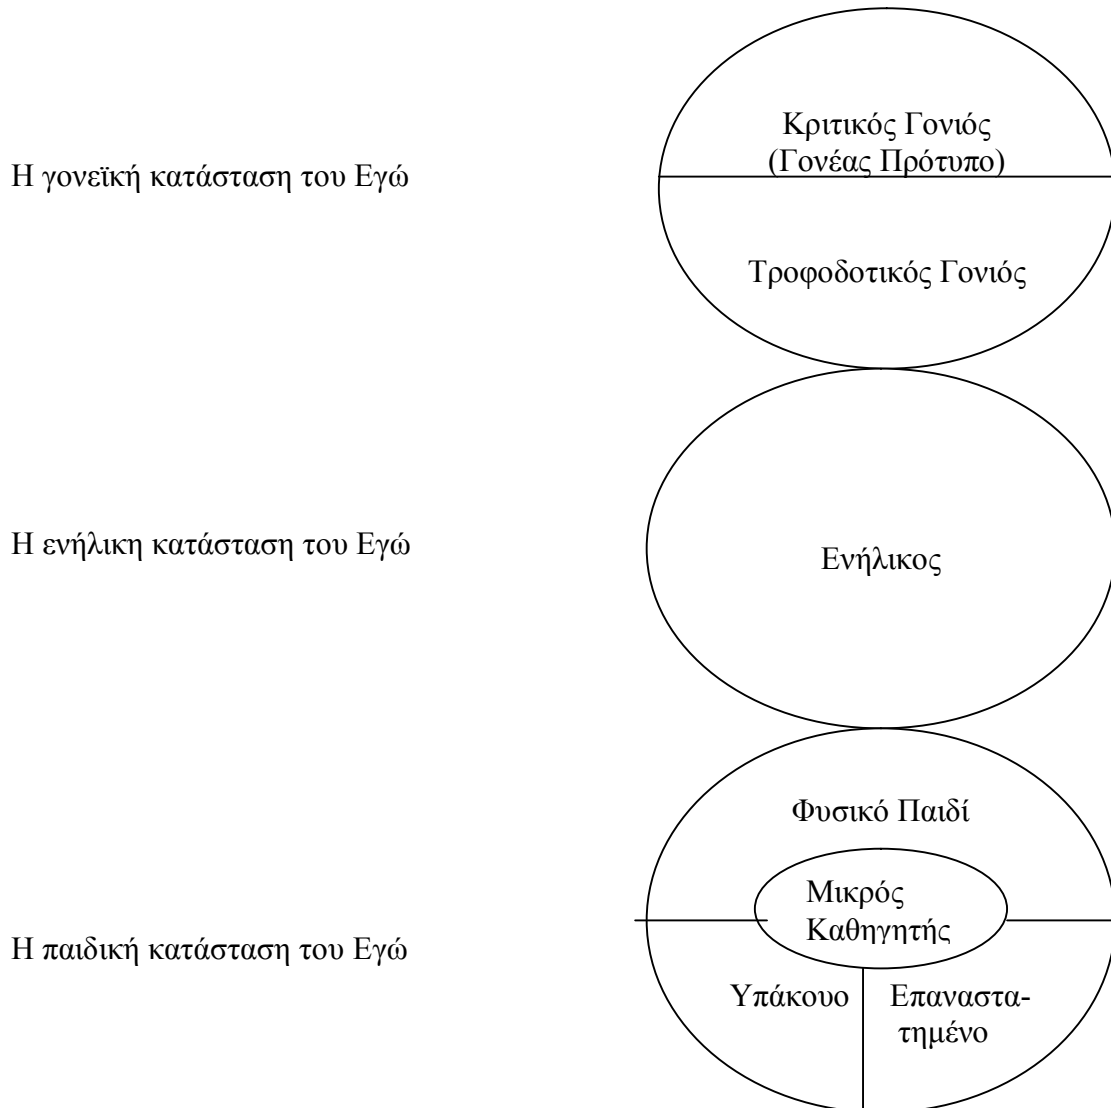 Κριτικός Γονιός
(Γονέας Πρότυπο)
Η γονεϊκή κατάσταση του Εγώ
Τροφοδοτικός Γονιός
Η ενήλικη κατάσταση του Εγώ
Ενήλικος
Φυσικό Παιδί
Μικρός
Καθηγητής
Η παιδική κατάσταση του Εγώ
Υπάκουο
Επαναστα-
τημένο